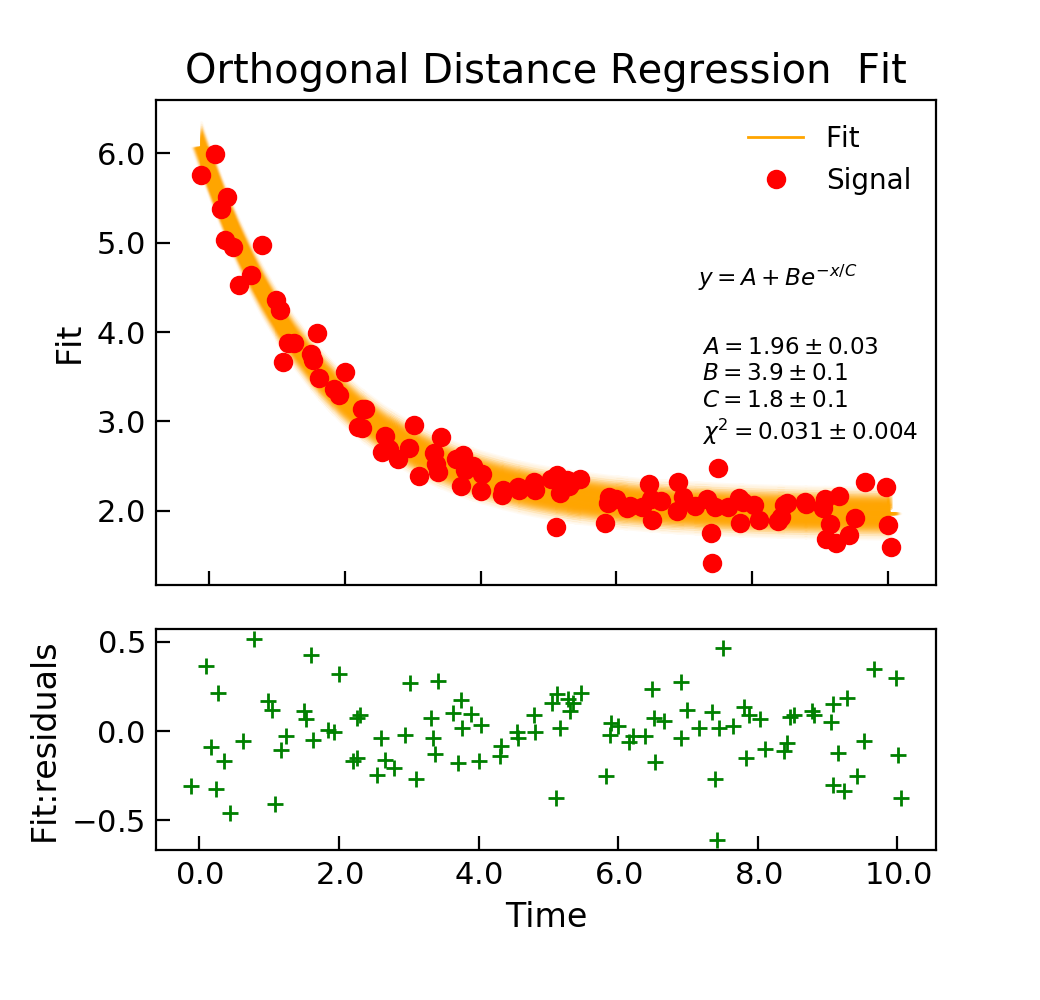 Orthogonal Distance Regression  Fit
Fit
6.0
5.0
4.0
3.0
2.0
Fit
Signal
y = A + Be^{-x/C}
A = 1.96 ± 0.03
B = 3.9 ± 0.1
C = 1.8 ± 0.1
χ² = 0.031 ± 0.004
Fit:residuals
0.5
0.0
−0.5
0.0 2.0 4.0 6.0 8.0 10.0
Time